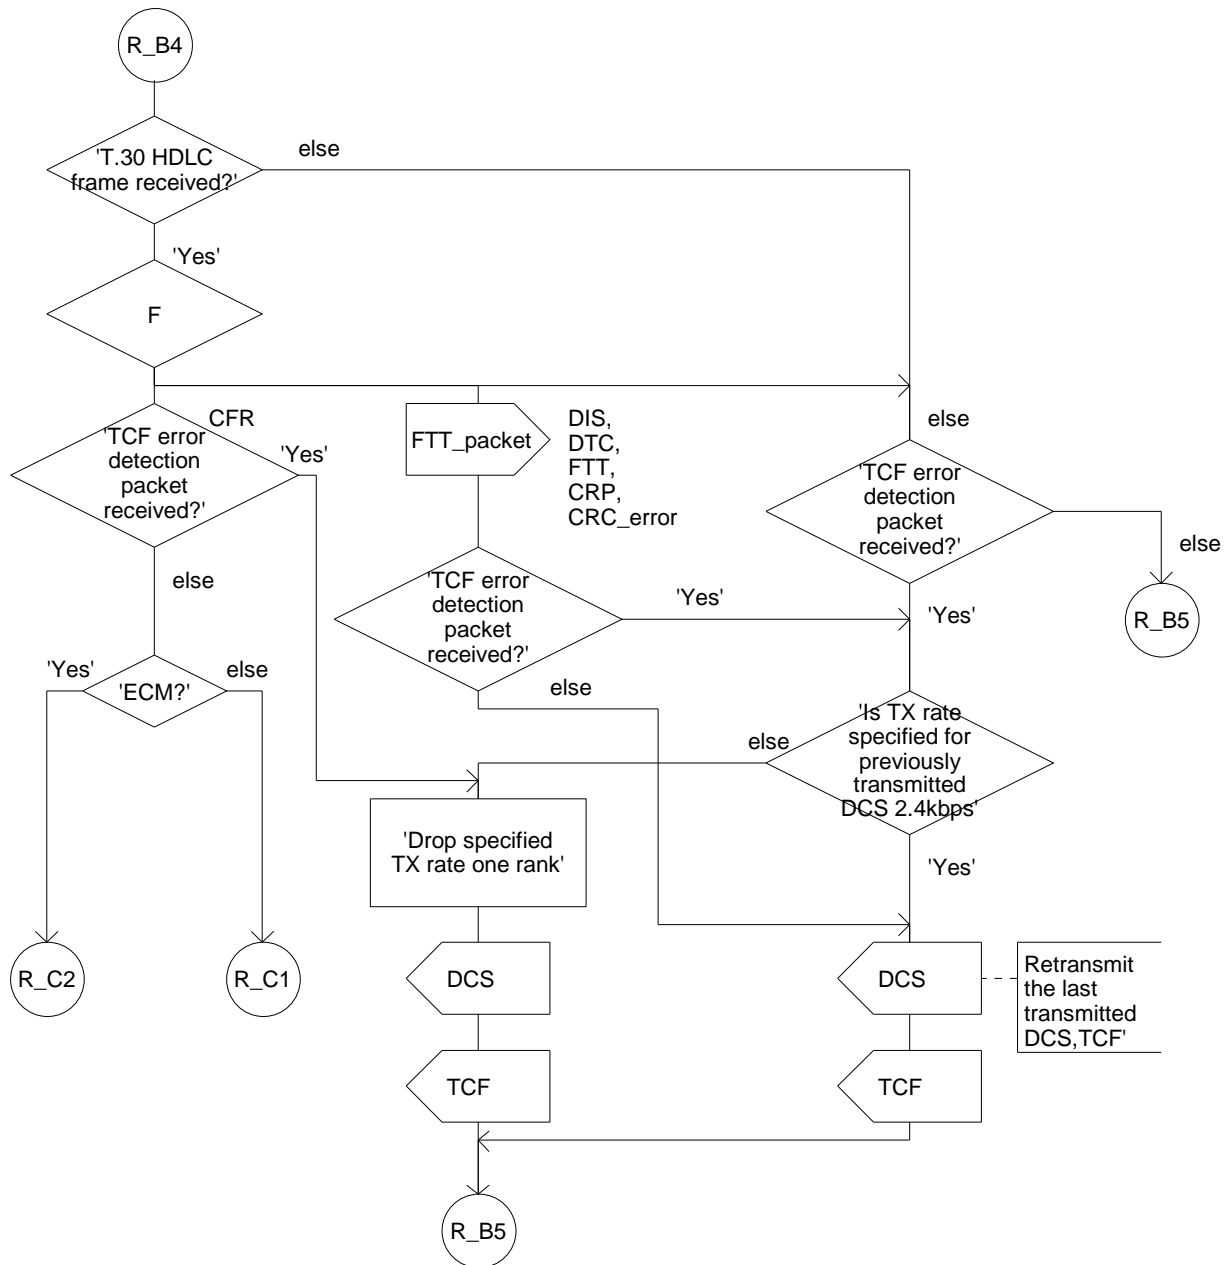 R_B4
'T.30 HDLC
frame received?'
else
'Yes'
F
CFR
'TCF error
detection
packet
received?'
'Yes'
else
FTT_packet
DIS,
DTC,
FTT,
CRP,
CRC_error
else
'TCF error
detection
packet
received?'
else
R_B5
'Yes'
'TCF error
detection
packet
received?'
'Yes'
else
'Yes'
'ECM?'
else
'Is TX rate
specified for
previously
transmitted
DCS 2.4kbps'
else
'Yes'
'Drop specified
TX rate one rank'
R_C2
R_C1
DCS
DCS
Retransmit
the last
transmitted
DCS,TCF'
TCF
TCF
R_B5